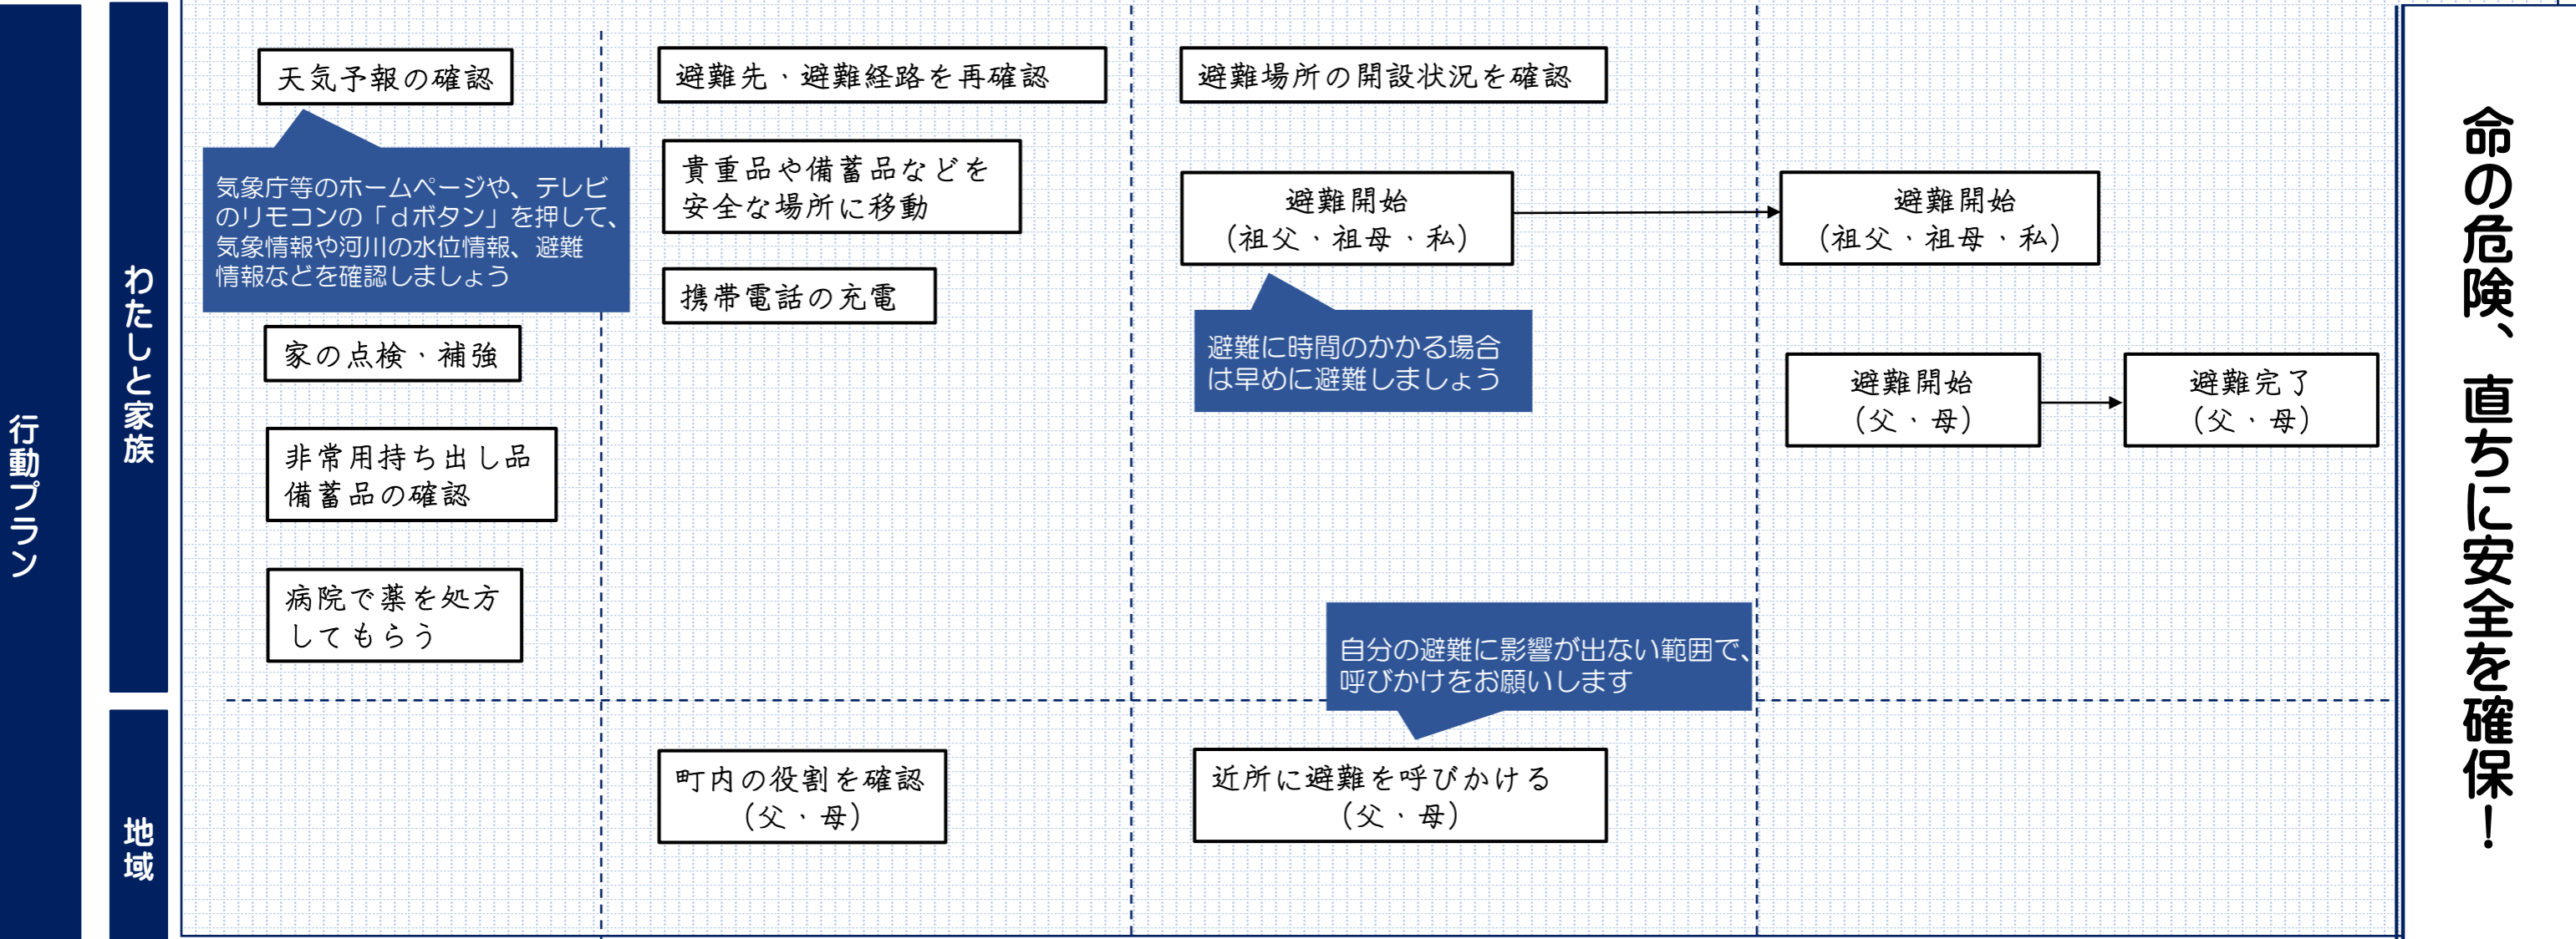 行動プラン
わたしと家族
天気予報の確認
気象庁等のホームページや、テレビ
のリモコンの「dボタン」を押して、
気象情報や河川の水位情報、避難
情報などを確認しましょう
家の点検・補強
非常用持ち出し品
備蓄品の確認
病院で薬を処方
してもらう
避難先・避難経路を再確認
貴重品や備蓄品などを
安全な場所に移動
携帯電話の充電
避難場所の開設状況を確認
避難開始
(祖父・祖母・私)
避難に時間のかかる場合
は早めに避難しましょう
避難開始
(祖父・祖母・私)
避難開始
(父・母)
避難完了
(父・母)
地域
町内の役割を確認
(父・母)
自分の避難に影響が出ない範囲で、
呼びかけをお願いします
近所に避難を呼びかける
(父・母)
命の危険、直ちに安全を確保！